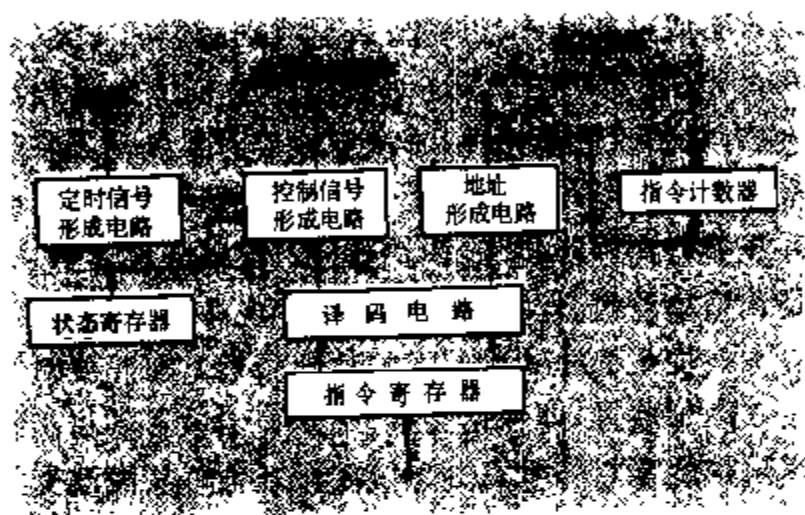 定时信号
形成电路
控制信号
形成电路
地址
形成电路
指令计数器
状态寄存器
译码电路
指令寄存器